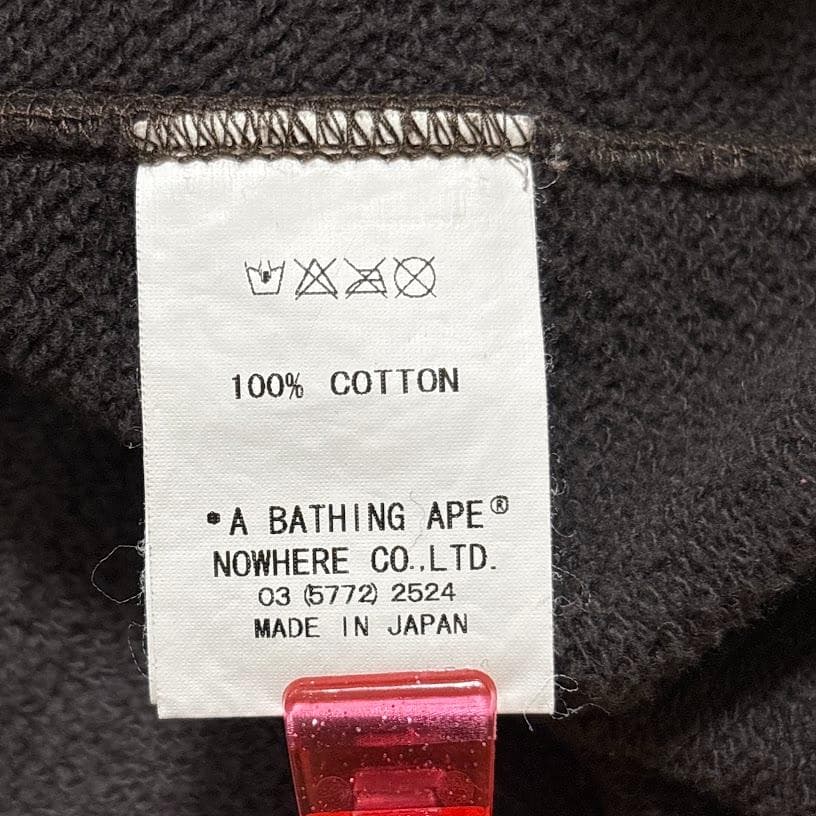 100% COTTON
*A BATHING APE®
NOWHERE CO.,LTD.
03 (5772) 2524
MADE IN JAPAN